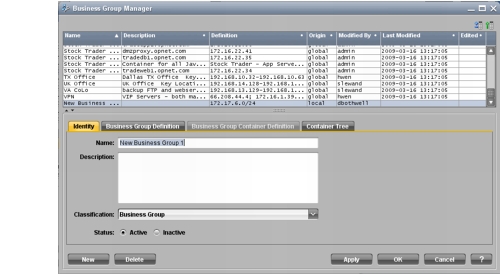 Business Group Manager
Name Description Definition Origin Modified By Last Modified Edited
Stock Trader ... dmzproxy.opnet.com 172.16.22.41 global admin 2009-03-16 13:17:05
Stock Trader ... tradedbi.opnet.com 172.16.22.35 global admin 2009-03-16 13:17:05
Stock Trader ... Container for all Jav... Stock Trader - App Serve... global admin 2009-03-16 13:17:05
Stock Trader ... tradewbi.opnet.com 172.16.22.34 global admin 2009-03-16 13:17:05
TX Office Dallas TX Office Key... 192.168.10.32-192.168.10.63 global hwen 2009-03-16 13:17:05
UK Office UK Office Key Locati... 192.168.14.128-192.168.1... global slewand 2009-03-16 13:17:05
VA CoLo backup FTP and webser... 192.168.13.129-192.168.1... global slewand 2009-03-16 13:17:05
VPN VIP Servers - both ma... 66.208.44.41 172.16.1.39,... global hwen 2009-03-16 13:17:05
New Business ... 172.17.6.0/24 local dbothwell
Identity Business Group Definition Business Group Container Definition Container Tree
Name: New Business Group 1
Description:
Classification: Business Group
Status: Active Inactive
New Delete Apply OK Cancel ?